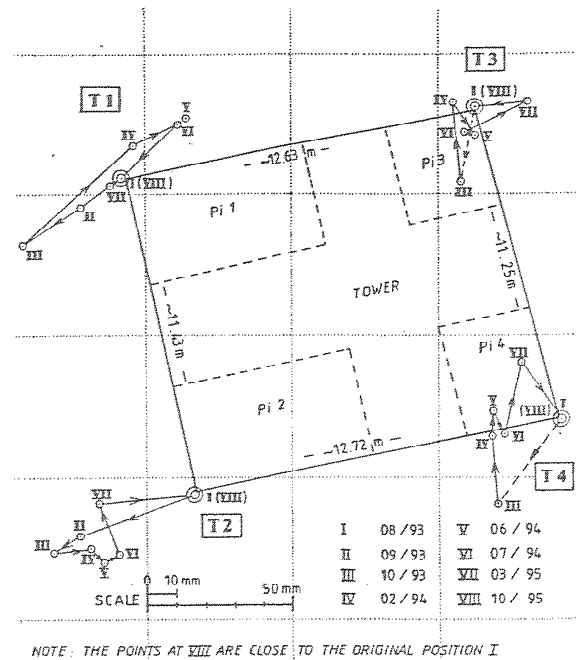 T3
I (VIII)
T1
IV
V
VI
IV
VII
VI
V
~12.63 m
Pi 3
III
I (VIII)
VII
II
Pi 1
III
~11.25m
TOWER
~11.13 m
Pi 4
VII
Pi 2
V
(VIII)
I
IV
VI
~12.72 m
T4
III
I (VIII)
T2
VII
II
III
IV
V
VI
I 08/93 V 06 / 94
II 09/93 VI 07 / 94
III 10/93 VII 03 / 95
IV 02/94 VIII 10 / 95
0 10 mm 50 mm
SCALE
NOTE: THE POINTS AT VIII ARE CLOSE TO THE ORIGINAL POSITION I